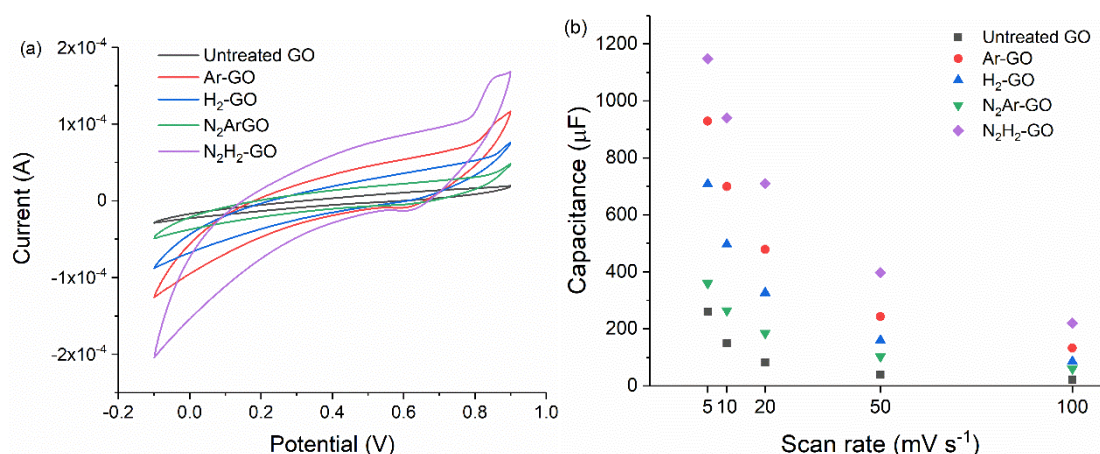 (a)
Untreated GO
Ar-GO
H₂-GO
N₂ArGO
N₂H₂-GO
2x10⁻⁴
1x10⁻⁴
0
-1x10⁻⁴
-2x10⁻⁴
Current (A)
-0.2 0.0 0.2 0.4 0.6 0.8 1.0
Potential (V)
(b)
Untreated GO
Ar-GO
H₂-GO
N₂Ar-GO
N₂H₂-GO
1200
1000
800
600
400
200
0
Capacitance (μF)
5 10 20 50 100
Scan rate (mV s⁻¹)